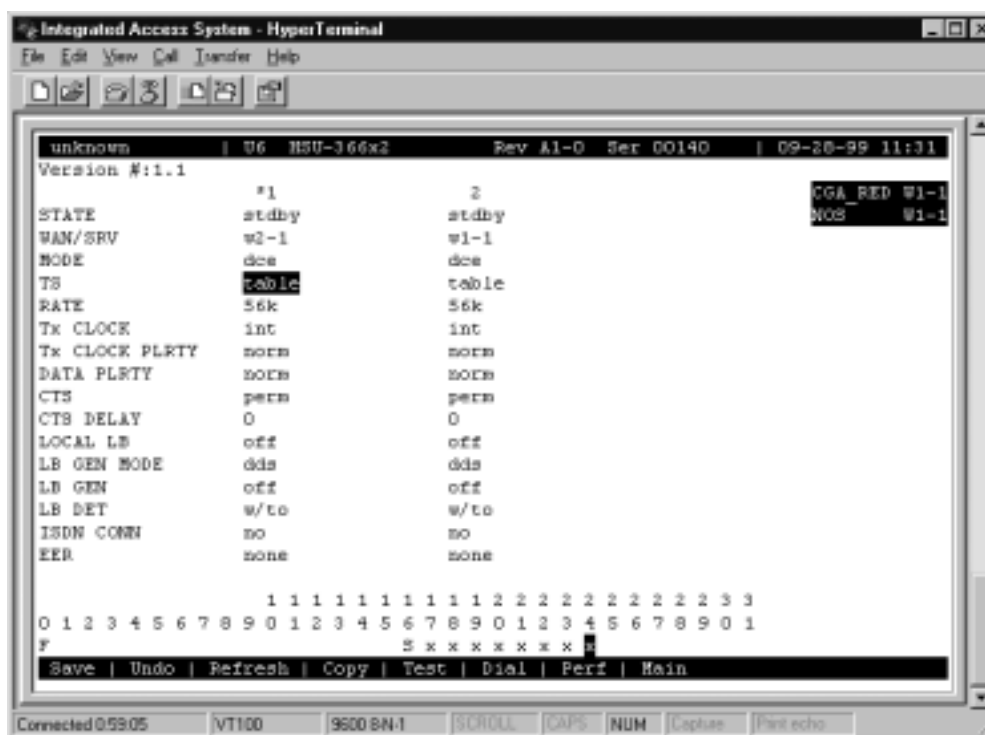 Integrated Access System - HyperTerminal
File Edit View Call Transfer Help
unknown | U6 HSU-366x2 Rev A1-0 Ser 00140 | 09-28-99 11:31
Version #:1.1
*1 2 CGA_RED W1-1
STATE stdby stdby NOS W1-1
WAN/SRV w2-1 w1-1
MODE dce dce
TS table table
RATE 56k 56k
Tx CLOCK int int
Tx CLOCK PLRTY norm norm
DATA PLRTY norm norm
CTS perm perm
CTS DELAY 0 0
LOCAL LB off off
LB GEN MODE dds dds
LB GEN off off
LB DET w/to w/to
ISDN CONN no no
EER none none
1 1 1 1 1 1 1 1 1 1 2 2 2 2 2 2 2 2 2 2 3 3
0 1 2 3 4 5 6 7 8 9 0 1 2 3 4 5 6 7 8 9 0 1 2 3 4 5 6 7 8 9 0 1
F S x x x x x x x x
Save | Undo | Refresh | Copy | Test | Dial | Perf | Main
Connected 0:59:05 VT100 9600 8-N-1 SCROLL CAPS NUM Capture Print echo